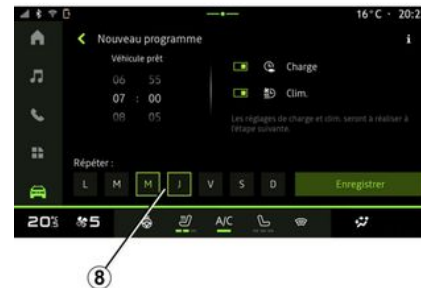 16°C · 20:2
Nouveau programme
i
Véhicule prêt
06 55
07 : 00
08 05
Charge
Clim.
Les réglages de charge et clim. seront à réaliser à
l'étape suivante.
Répéter :
L M M J V S D
Enregistrer
20 5 A/C
8